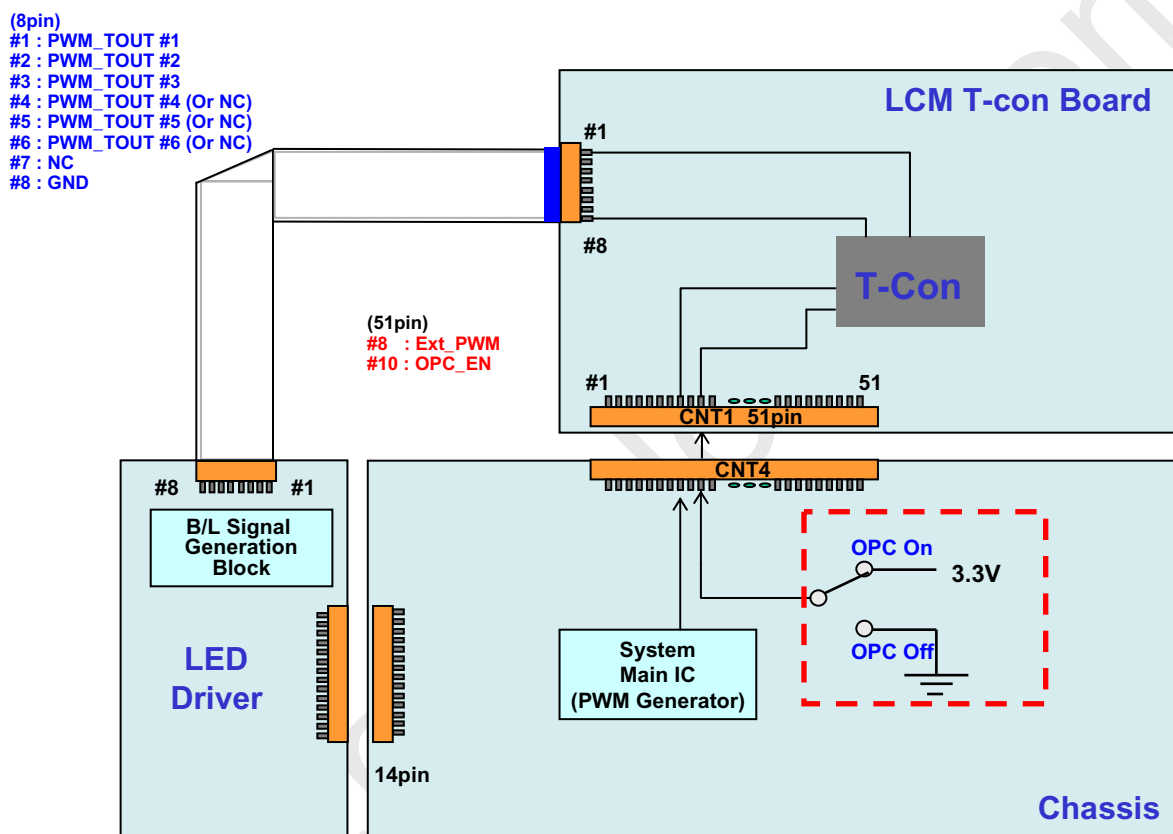 (8pin)
#1 : PWM_TOUT #1
#2 : PWM_TOUT #2
#3 : PWM_TOUT #3
#4 : PWM_TOUT #4 (Or NC)
#5 : PWM_TOUT #5 (Or NC)
#6 : PWM_TOUT #6 (Or NC)
#7 : NC
#8 : GND
LCM T-con Board
#1
#8
T-Con
(51pin)
#8 : Ext_PWM
#10 : OPC_EN
#1
51
CNT1 51pin
CNT4
#8
#1
B/L Signal
Generation
Block
OPC On
3.3V
OPC Off
System
Main IC
(PWM Generator)
LED
Driver
14pin
Chassis